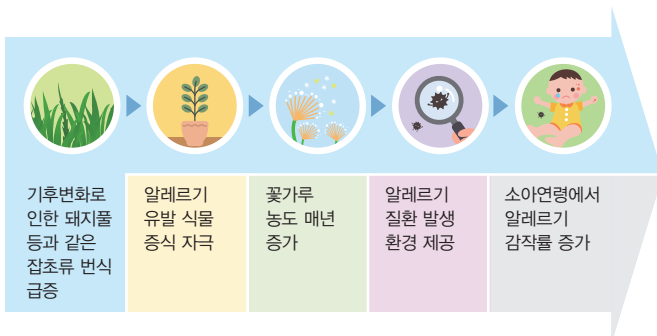 기후변화로
인한 돼지풀
등과 같은
잡초류 번식
급증
알레르기
유발 식물
증식 자극
꽃가루
농도 매년
증가
알레르기
질환 발생
환경 제공
소아연령에서
알레르기
감작률 증가